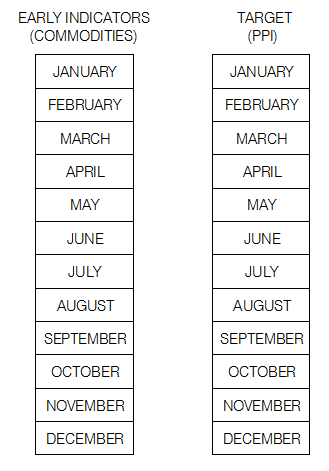 EARLY INDICATORS
(COMMODITIES)
JANUARY
FEBRUARY
MARCH
APRIL
MAY
JUNE
JULY
AUGUST
SEPTEMBER
OCTOBER
NOVEMBER
DECEMBER
TARGET
(PPI)
JANUARY
FEBRUARY
MARCH
APRIL
MAY
JUNE
JULY
AUGUST
SEPTEMBER
OCTOBER
NOVEMBER
DECEMBER